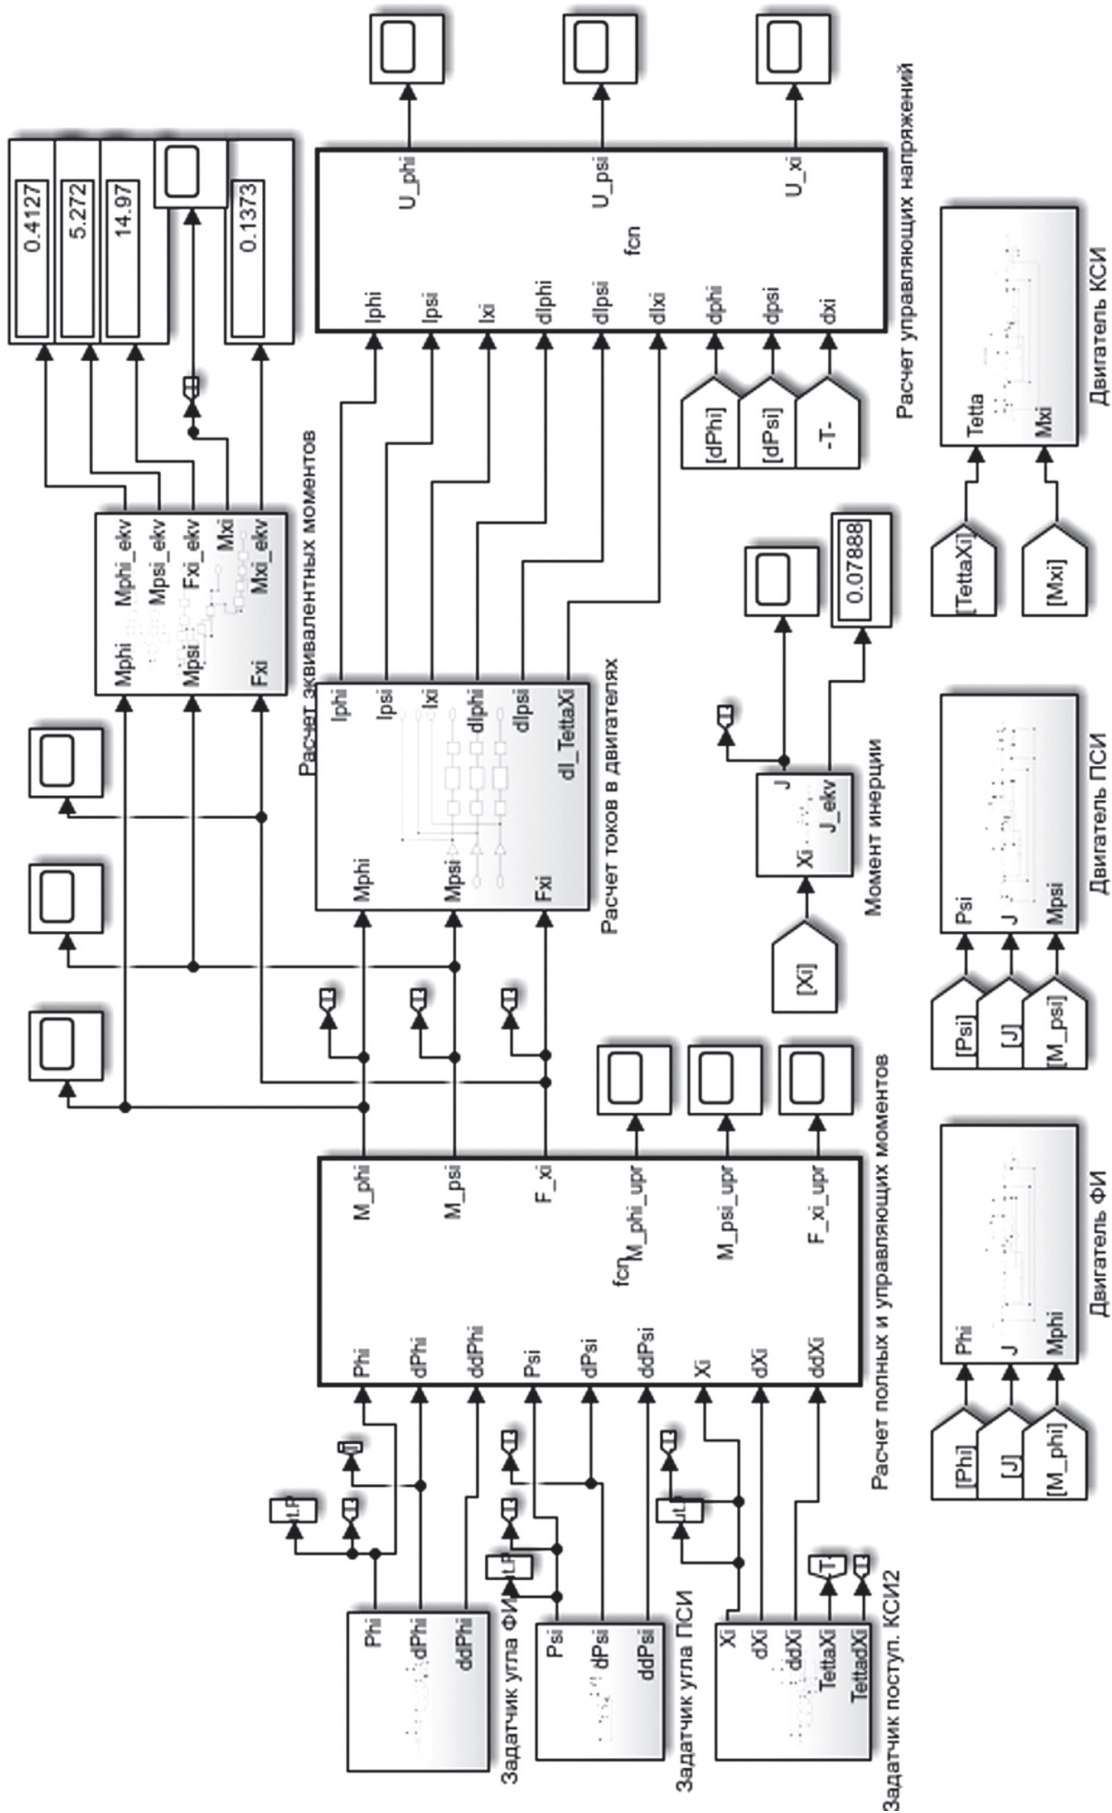 Phi
dPhi
ddPhi
Задатчик угла ФИ
Psi
dPsi
ddPsi
Задатчик угла ПСИ
Xi
dXi
ddXi
TettaXi
TettadXi
Задатчик поступ. КСИ2
-T-
Phi
dPhi
ddPhi
Psi
dPsi
ddPsi
Xi
dXi
ddXi
fcn
M_phi
M_psi
F_xi
M_phi_upr
M_psi_upr
F_xi_upr
Расчет полных и управляющих моментов
Mphi
Mpsi
Fxi
Mphi_ekv
Mpsi_ekv
Fxi_ekv
Mxi
Mxi_ekv
Расчет эквивалентных моментов
0.4127
5.272
14.97
0.1373
Mphi
Mpsi
Fxi
Iphi
Ipsi
Ixi
dIphi
dIpsi
dI_TettaXi
Расчет токов в двигателях
Iphi
Ipsi
Ixi
dIphi
dIpsi
dIxi
dphi
dpsi
dxi
fcn
U_phi
U_psi
U_xi
Расчет управляющих напряжений
[dPhi]
[dPsi]
-T-
[Xi]
Xi
J
J_ekv
Момент инерции
0.07888
[Phi]
[J]
[M_phi]
Phi
J
Mphi
Двигатель ФИ
[Psi]
[J]
[M_psi]
Psi
J
Mpsi
Двигатель ПСИ
[TettaXi]
[Mxi]
Tetta
Mxi
Двигатель КСИ